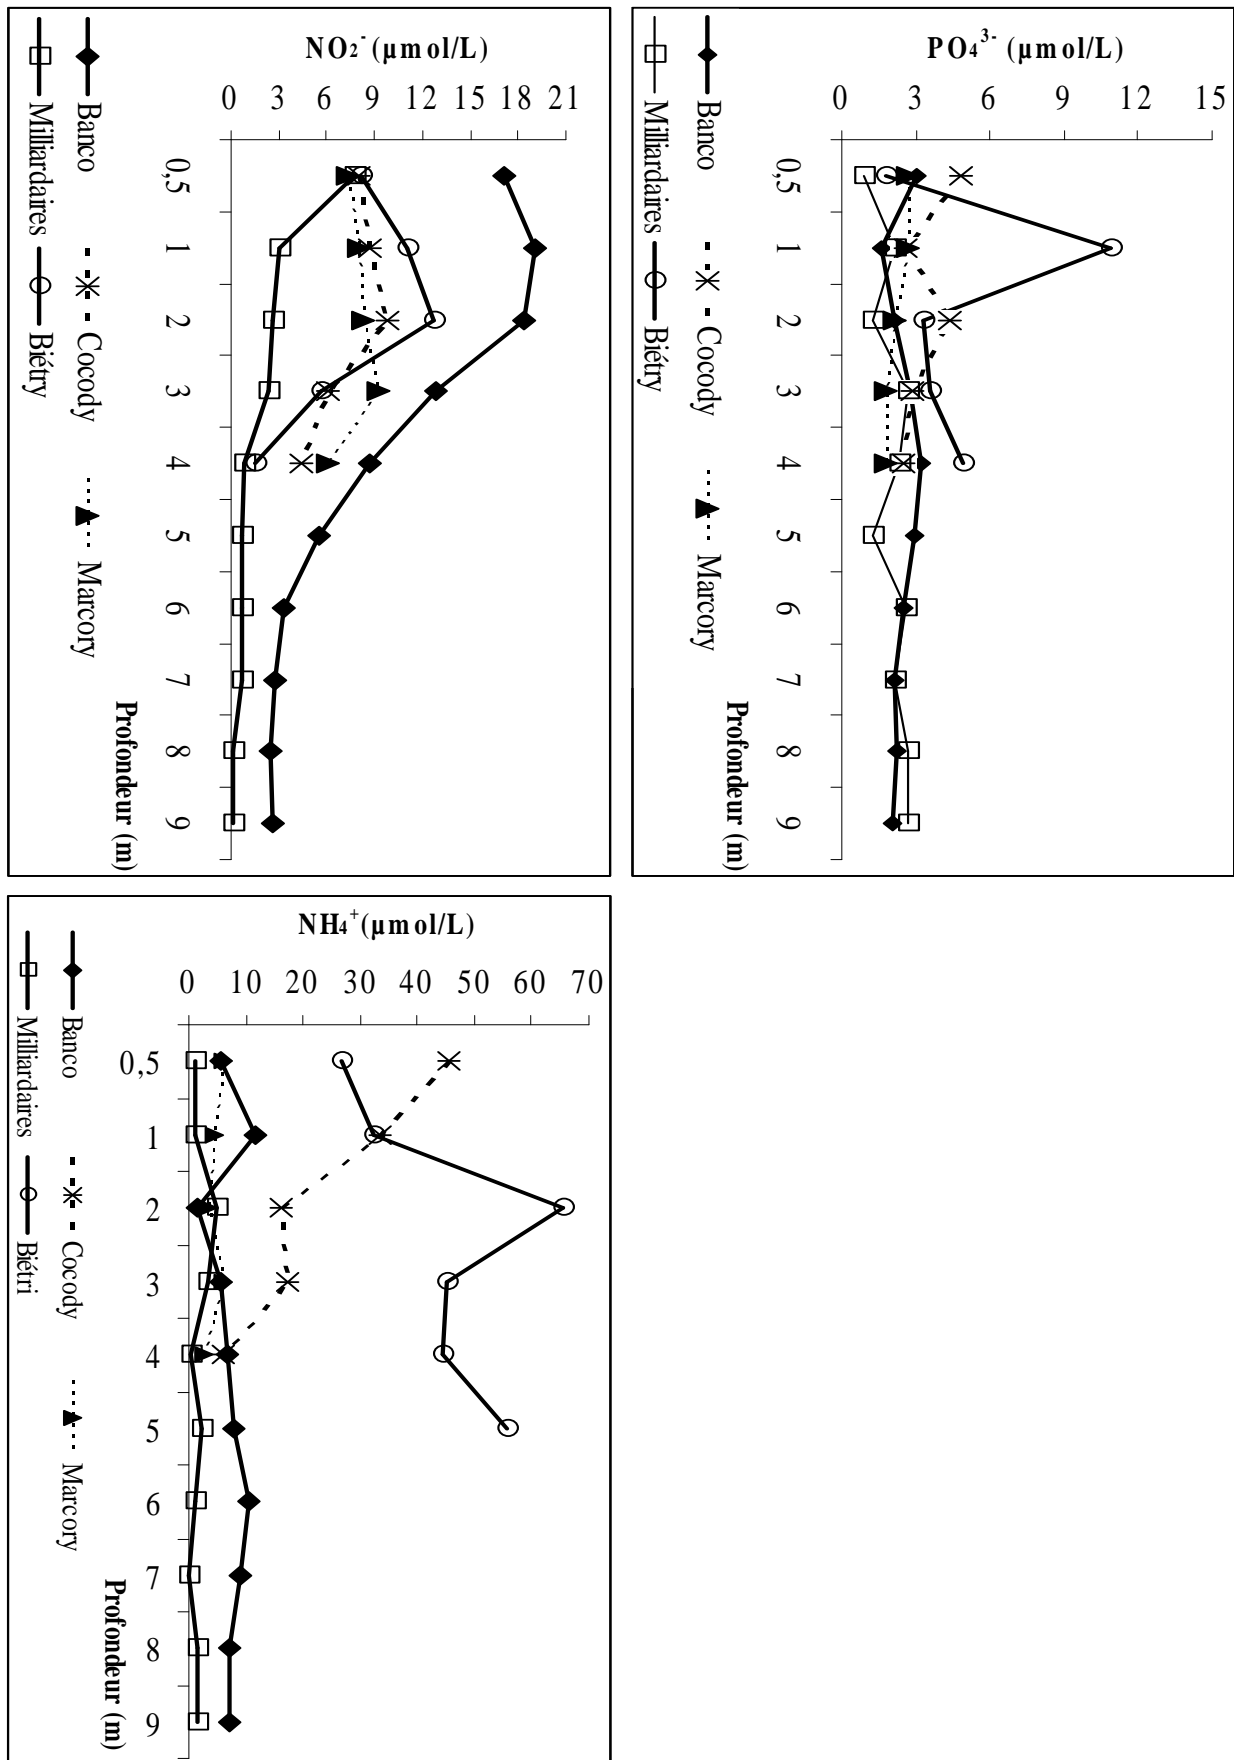 NO₂⁻ (µmol/L)
0 3 6 9 12 15 18 21
0,5
1
2
3
4
5
6
7
8
9
Profondeur (m)
Banco
Cocody
Marcory
Milliardaires
Biétry
PO₄³⁻ (µmol/L)
0 3 6 9 12 15
0,5
1
2
3
4
5
6
7
8
9
Profondeur (m)
Banco
Cocody
Marcory
Milliardaires
Biétry
NH₄⁺ (µmol/L)
0 10 20 30 40 50 60 70
0,5
1
2
3
4
5
6
7
8
9
Profondeur (m)
Banco
Cocody
Marcory
Milliardaires
Biétri